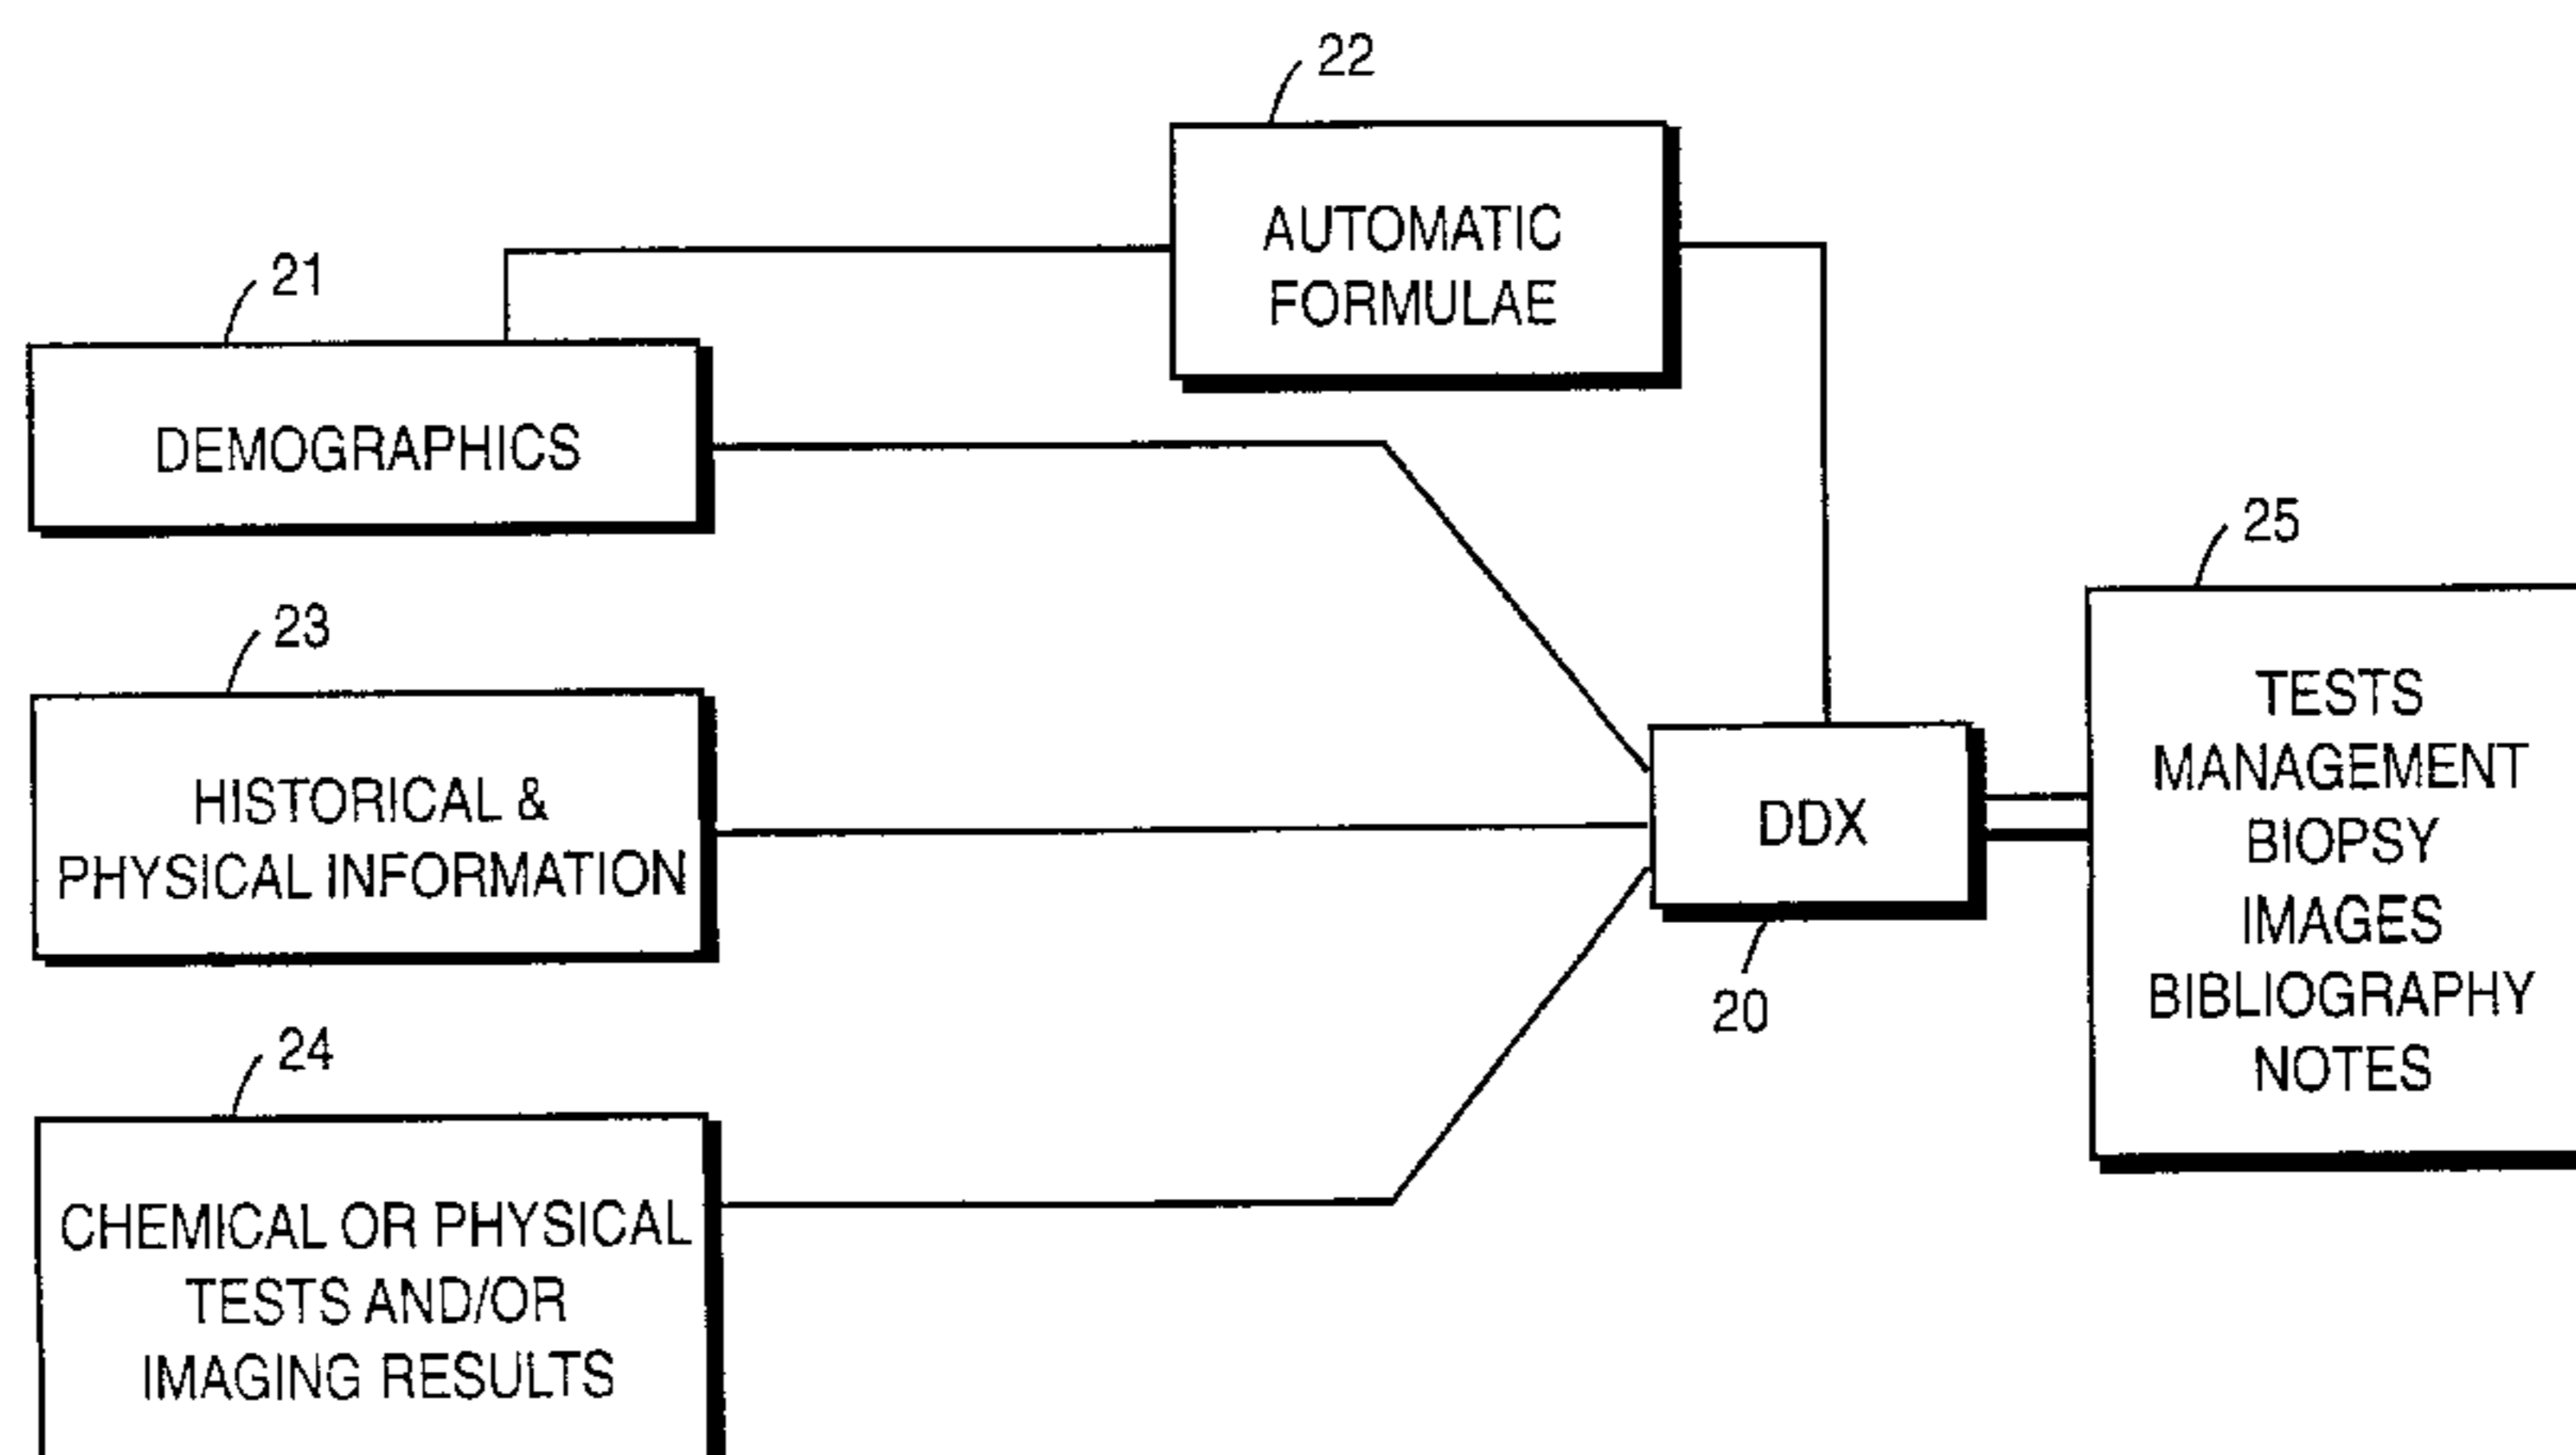 22
AUTOMATIC
FORMULAE
21
DEMOGRAPHICS
23
HISTORICAL &
PHYSICAL INFORMATION
24
CHEMICAL OR PHYSICAL
TESTS AND/OR
IMAGING RESULTS
DDX
20
25
TESTS
MANAGEMENT
BIOPSY
IMAGES
BIBLIOGRAPHY
NOTES